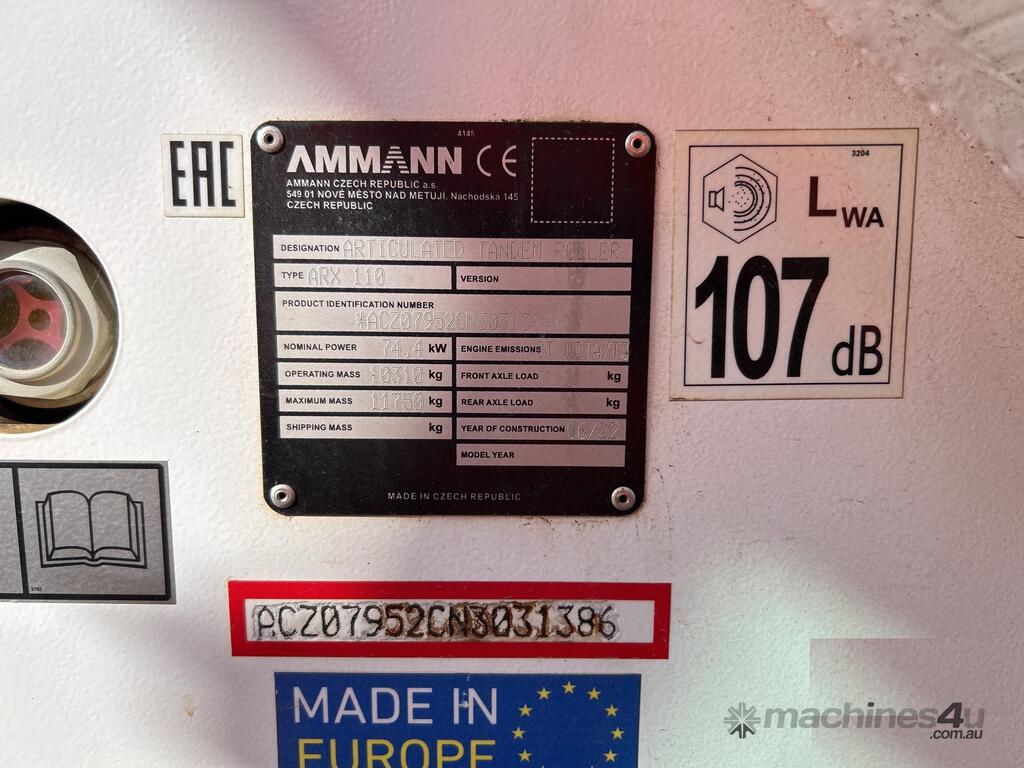 EAC
4145
AMMANN CE
AMMANN CZECH REPUBLIC a.s.
549 01 NOVÉ MĚSTO NAD METUJÍ, Náchodská 145
CZECH REPUBLIC
DESIGNATION ARTICULATED TANDEM ROLLER
TYPE ARX 110
VERSION
PRODUCT IDENTIFICATION NUMBER
NOMINAL POWER 74,4 kW
ENGINE EMISSIONS
OPERATING MASS kg
FRONT AXLE LOAD kg
MAXIMUM MASS 11750 kg
REAR AXLE LOAD kg
SHIPPING MASS kg
YEAR OF CONSTRUCTION 06/22
MODEL YEAR
MADE IN CZECH REPUBLIC
3204
LWA
107 dB
2182
ACZ07952CN3031386
MADE IN
EUROPE
machines4u
.com.au